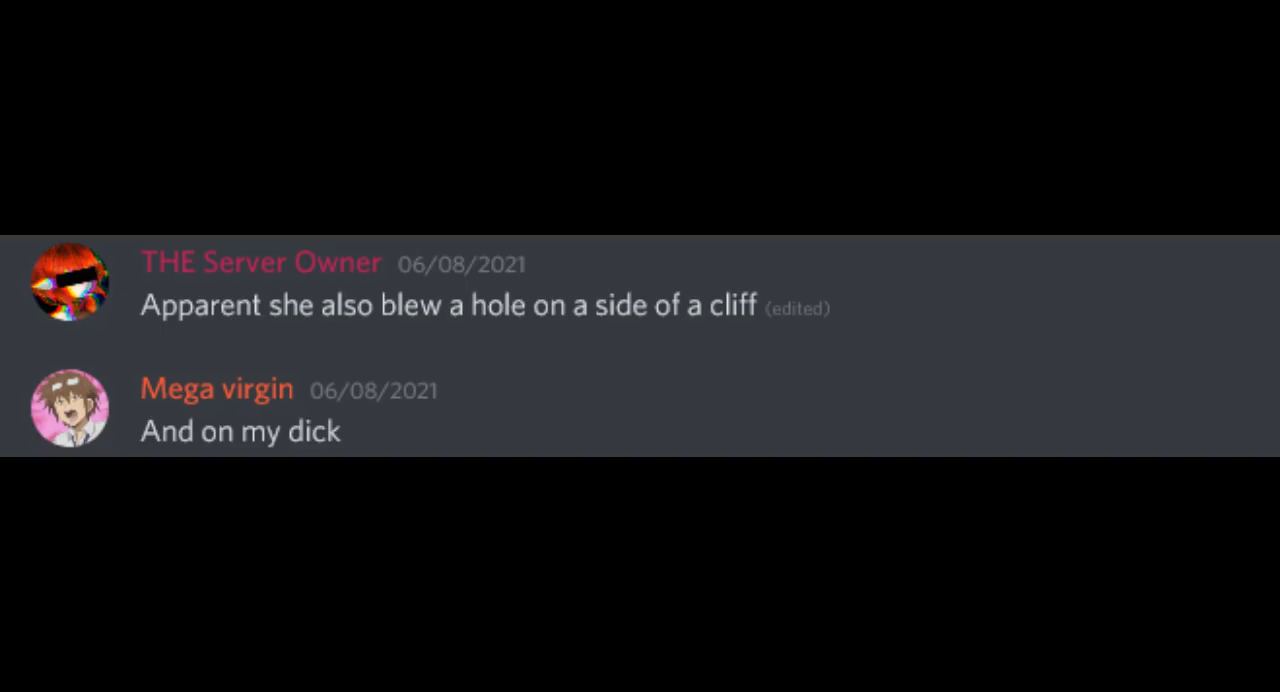 THE Server Owner 06/08/2021
Apparent she also blew a hole on a side of a cliff (edited)
Mega virgin 06/08/2021
And on my dick